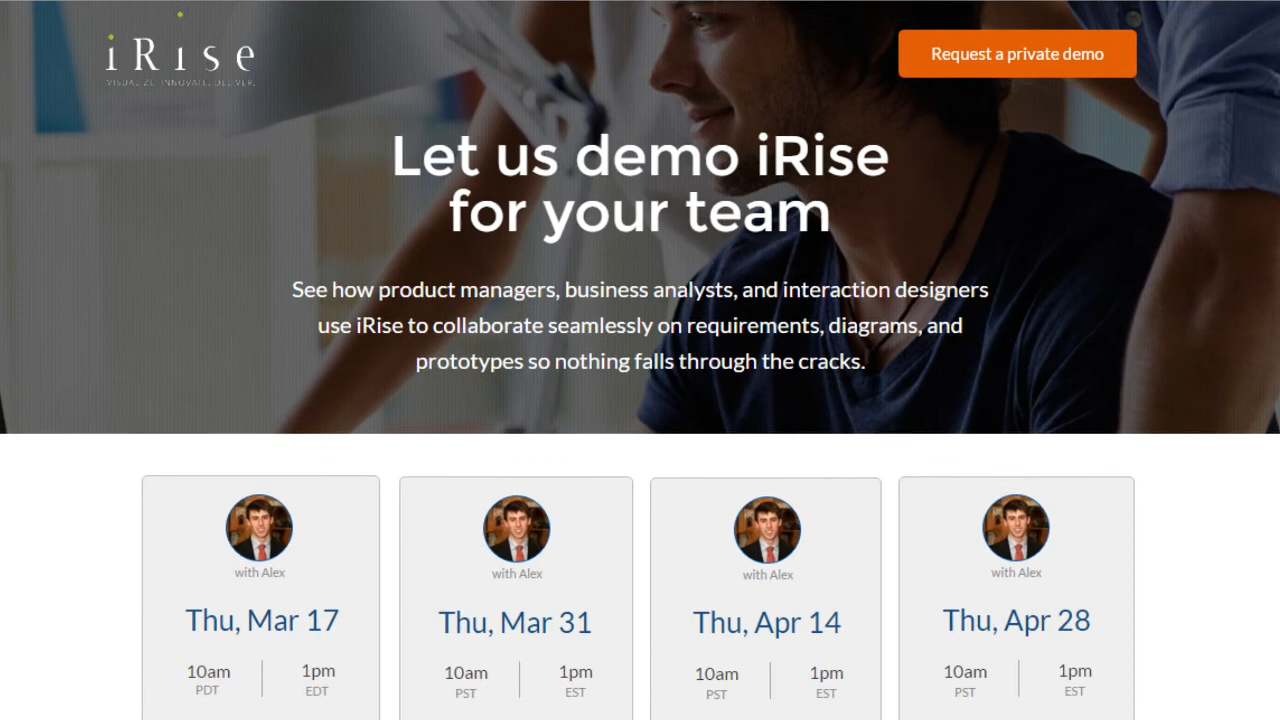 iRise
VISUALIZE. INNOVATE. DELIVER.
Request a private demo
Let us demo iRise
for your team
See how product managers, business analysts, and interaction designers
use iRise to collaborate seamlessly on requirements, diagrams, and
prototypes so nothing falls through the cracks.
with Alex
Thu, Mar 17
10am 1pm
PDT EDT
with Alex
Thu, Mar 31
10am 1pm
PST EST
with Alex
Thu, Apr 14
10am 1pm
PST EST
with Alex
Thu, Apr 28
10am 1pm
PST EST